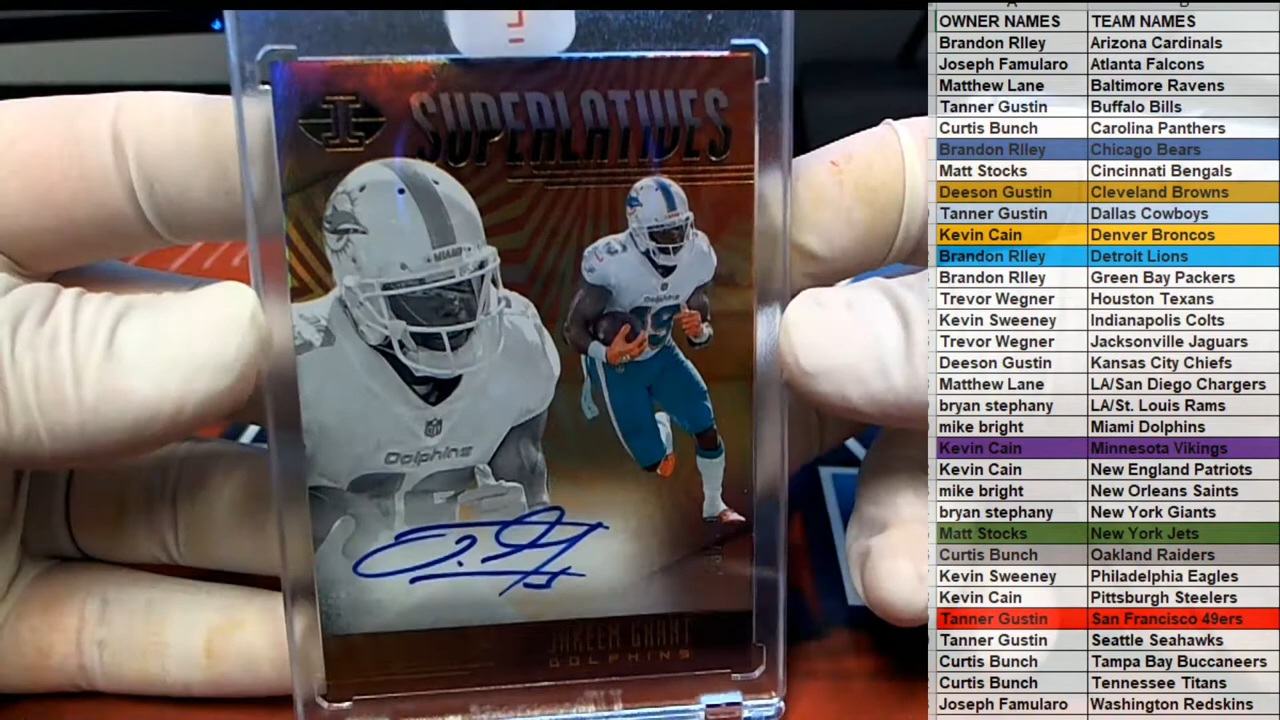 SUPERLATIVES
MIAMI
Dolphins
Dolphins
JAKEEM GRANT
DOLPHINS
A B
OWNER NAMES TEAM NAMES
Brandon RIley Arizona Cardinals
Joseph Famularo Atlanta Falcons
Matthew Lane Baltimore Ravens
Tanner Gustin Buffalo Bills
Curtis Bunch Carolina Panthers
Brandon RIley Chicago Bears
Matt Stocks Cincinnati Bengals
Deeson Gustin Cleveland Browns
Tanner Gustin Dallas Cowboys
Kevin Cain Denver Broncos
Brandon RIley Detroit Lions
Brandon RIley Green Bay Packers
Trevor Wegner Houston Texans
Kevin Sweeney Indianapolis Colts
Trevor Wegner Jacksonville Jaguars
Deeson Gustin Kansas City Chiefs
Matthew Lane LA/San Diego Chargers
bryan stephany LA/St. Louis Rams
mike bright Miami Dolphins
Kevin Cain Minnesota Vikings
Kevin Cain New England Patriots
mike bright New Orleans Saints
bryan stephany New York Giants
Matt Stocks New York Jets
Curtis Bunch Oakland Raiders
Kevin Sweeney Philadelphia Eagles
Kevin Cain Pittsburgh Steelers
Tanner Gustin San Francisco 49ers
Tanner Gustin Seattle Seahawks
Curtis Bunch Tampa Bay Buccaneers
Curtis Bunch Tennessee Titans
Joseph Famularo Washington Redskins